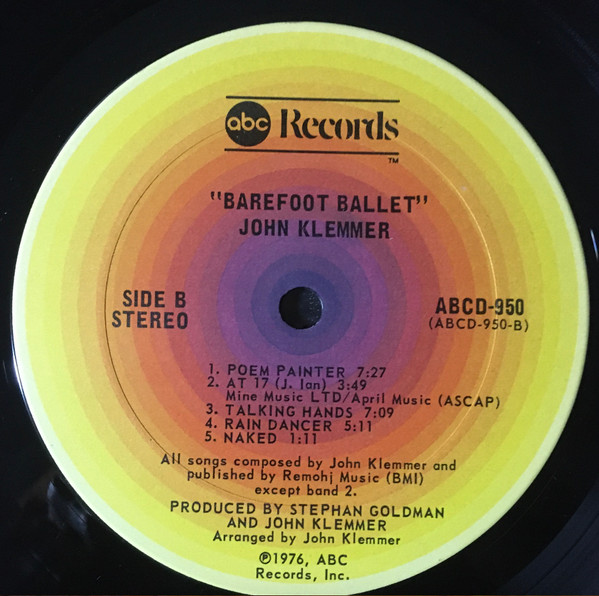 abc Records
TM
"BAREFOOT BALLET"
JOHN KLEMMER
SIDE B
STEREO
ABCD-950
(ABCD-950-B)
1. POEM PAINTER 7:27
2. AT 17 (J. Ian) 3:49
Mine Music LTD/April Music (ASCAP)
3. TALKING HANDS 7:09
4. RAIN DANCER 5:11
5. NAKED 1:11
All songs composed by John Klemmer and
published by Remohj Music (BMI)
except band 2.
PRODUCED BY STEPHAN GOLDMAN
AND JOHN KLEMMER
Arranged by John Klemmer
℗1976, ABC
Records, Inc.